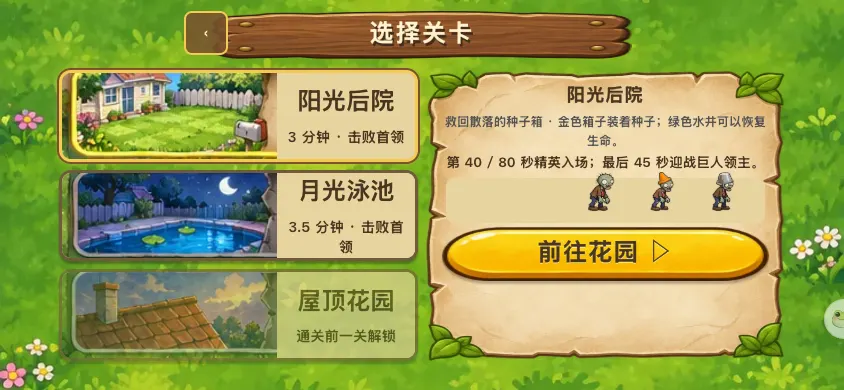 ‹
选择关卡
阳光后院
3 分钟 · 击败首领
月光泳池
3.5 分钟 · 击败首
领
屋顶花园
通关前一关解锁
阳光后院
救回散落的种子箱 · 金色箱子装着种子；绿色水井可以恢复
生命。
第 40 / 80 秒精英入场；最后 45 秒迎战巨人领主。
前往花园 ▷